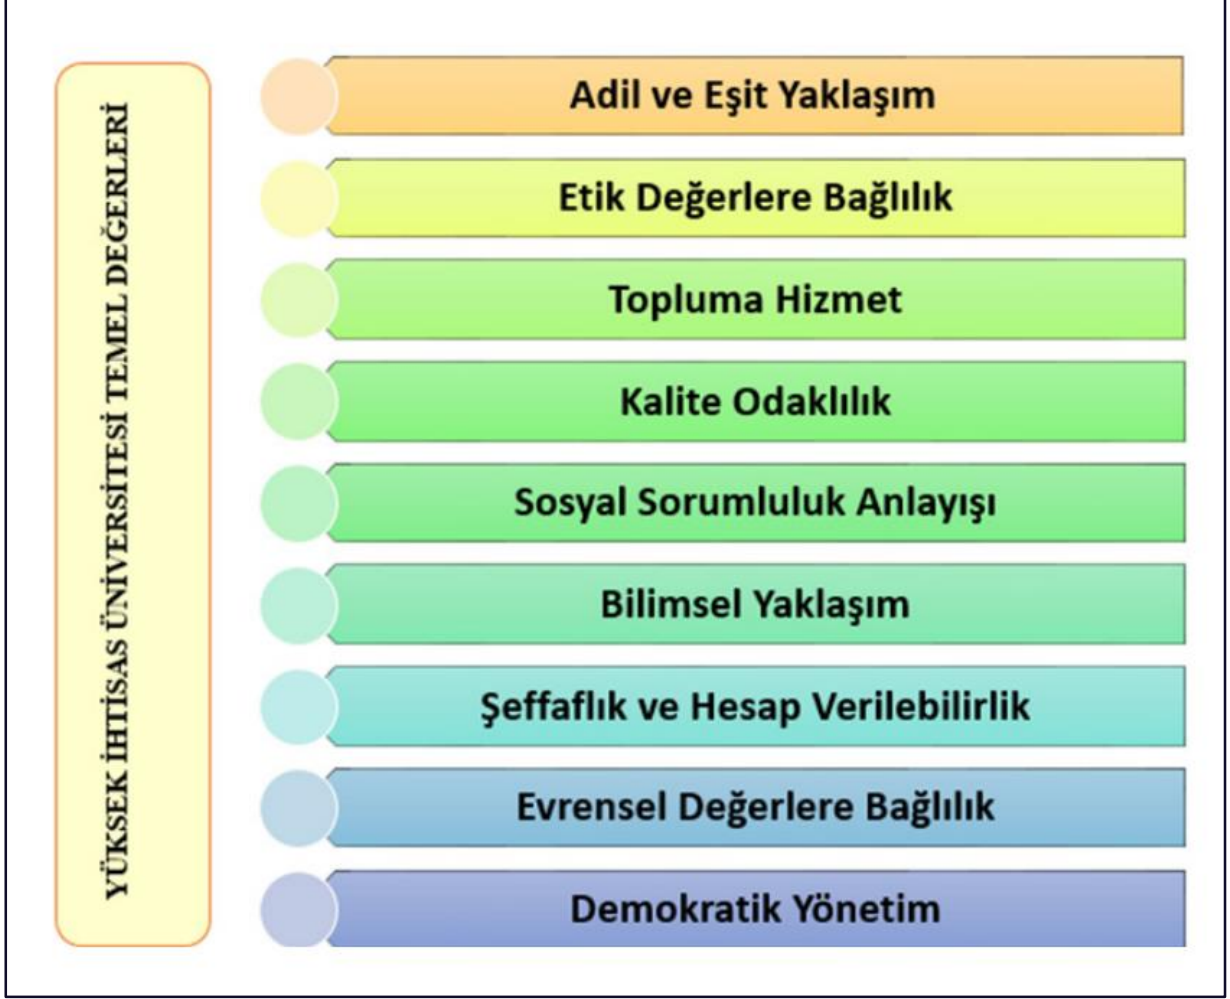 YÜKSEK İHTİSAS ÜNİVERSİTESİ TEMEL DEĞERLERİ
Adil ve Eşit Yaklaşım
Etik Değerlere Bağlılık
Topluma Hizmet
Kalite Odaklılık
Sosyal Sorumluluk Anlayışı
Bilimsel Yaklaşım
Şeffaflık ve Hesap Verilebilirlik
Evrensel Değerlere Bağlılık
Demokratik Yönetim